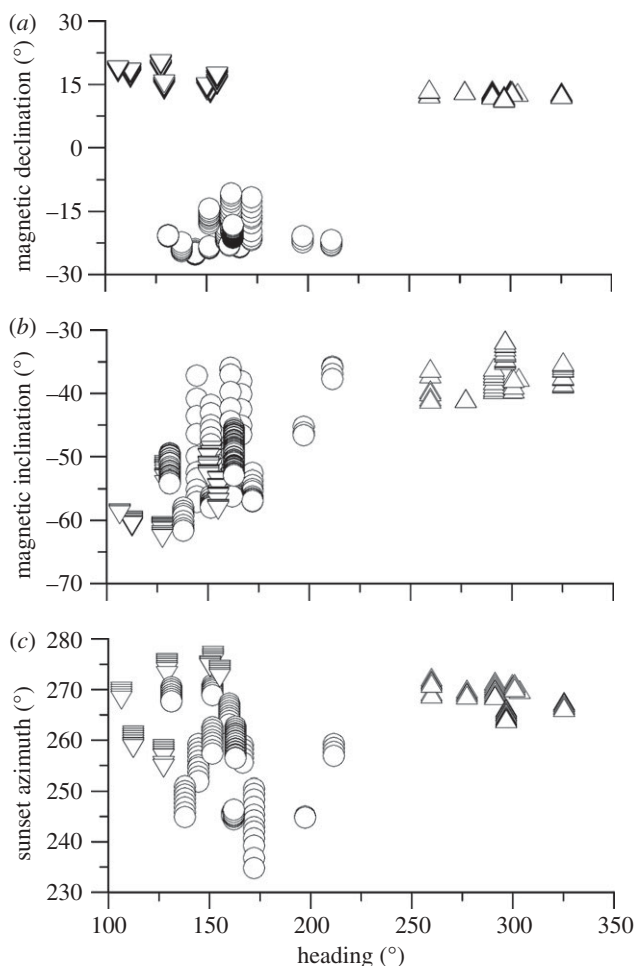 (a)
30
15
0
−15
−30
magnetic declination (°)
(b)
−30
−40
−50
−60
−70
magnetic inclination (°)
(c)
280
270
260
250
240
230
sunset azimuth (°)
100 150 200 250 300 350
heading (°)